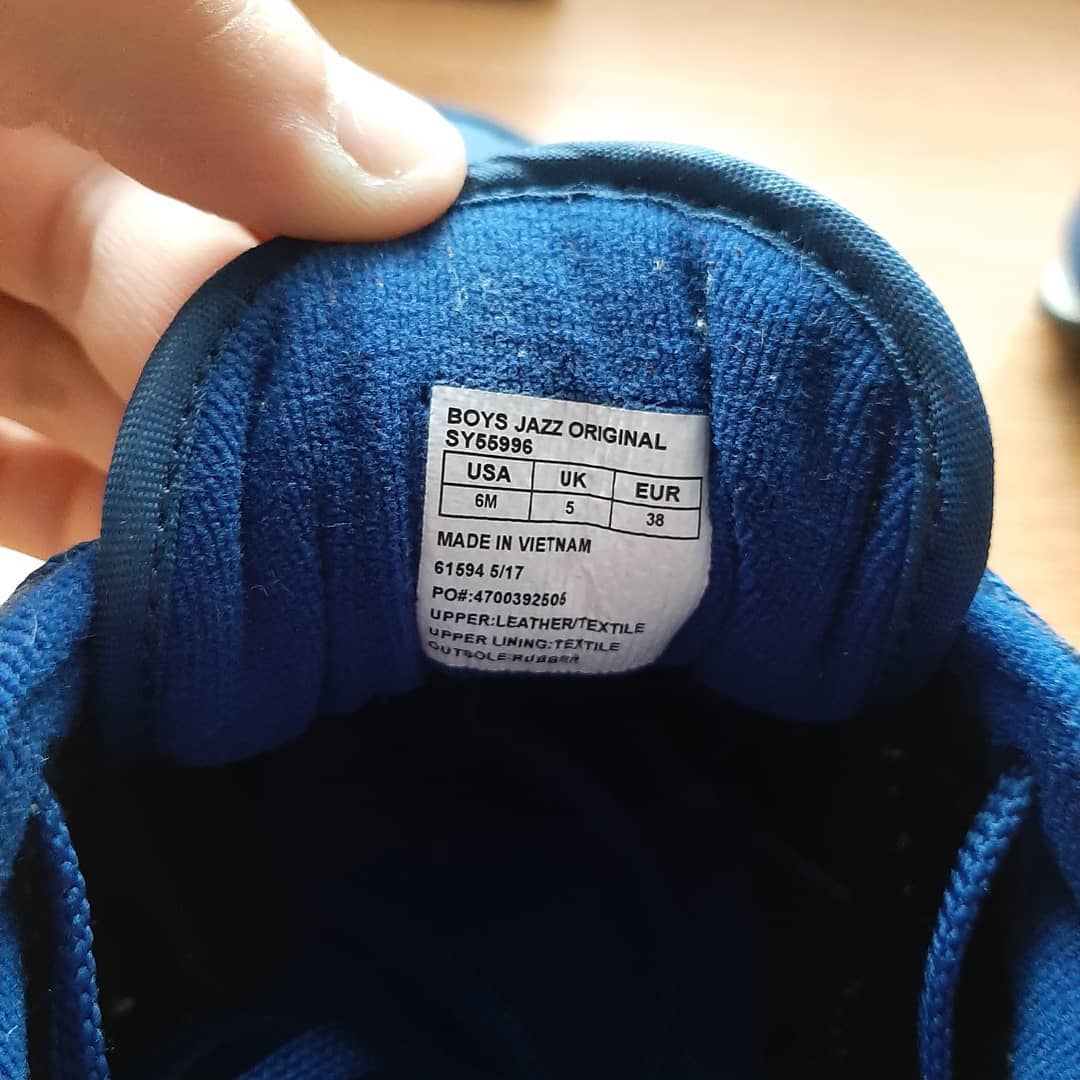 BOYS JAZZ ORIGINAL
SY55996
USA UK EUR
6M 5 38
MADE IN VIETNAM
61594 5/17
PO#:4700392505
UPPER:LEATHER/TEXTILE
UPPER LINING:TEXTILE
OUTSOLE:RUBBER